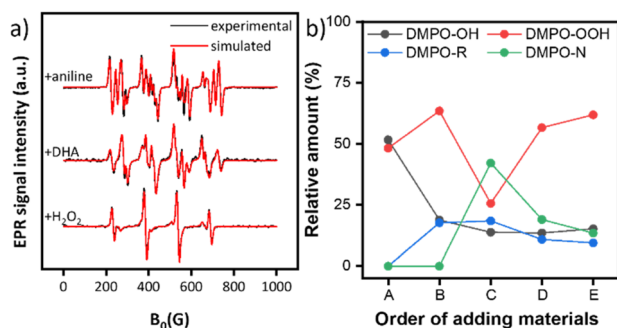 a)
experimental
simulated
+aniline
+DHA
+H₂O₂
EPR signal intensity (a.u.)
0 200 400 600 800 1000
B₀(G)
b)
DMPO-OH DMPO-OOH
DMPO-R DMPO-N
100
75
50
25
0
Relative amount (%)
A B C D E
Order of adding materials